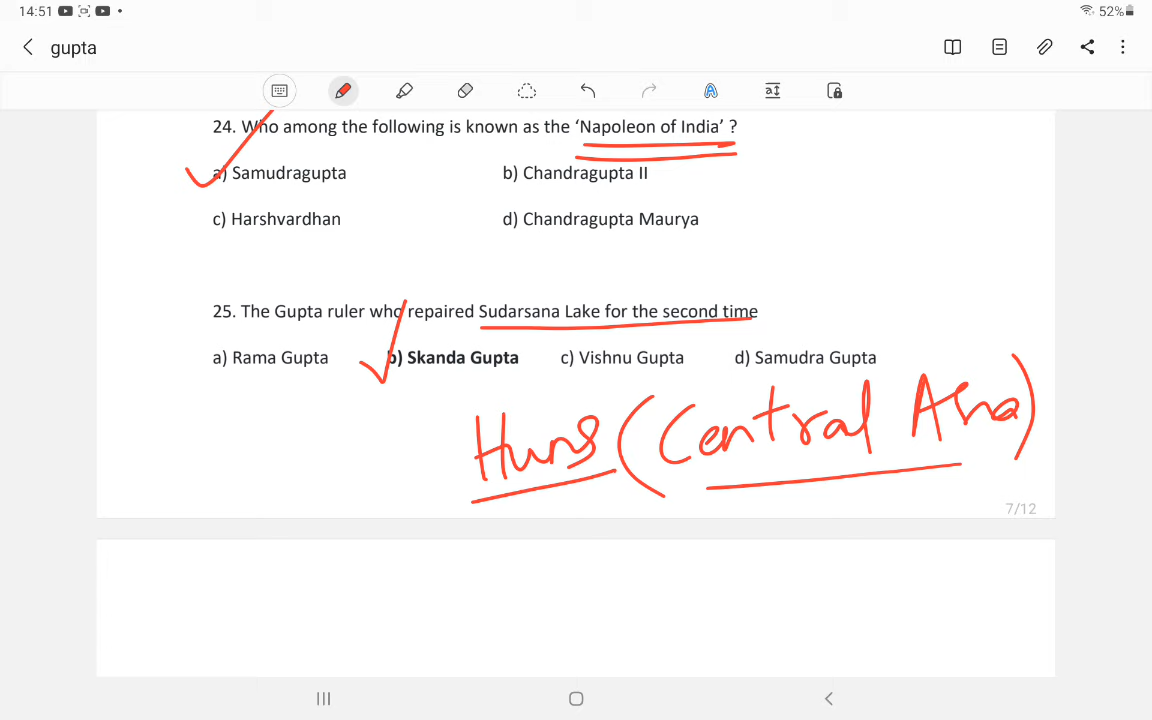 14:51 52%
gupta
24. Who among the following is known as the ‘Napoleon of India’ ?
a) Samudragupta b) Chandragupta II
c) Harshvardhan d) Chandragupta Maurya
25. The Gupta ruler who repaired Sudarsana Lake for the second time
a) Rama Gupta b) Skanda Gupta c) Vishnu Gupta d) Samudra Gupta
Huns (Central Asia)
7/12